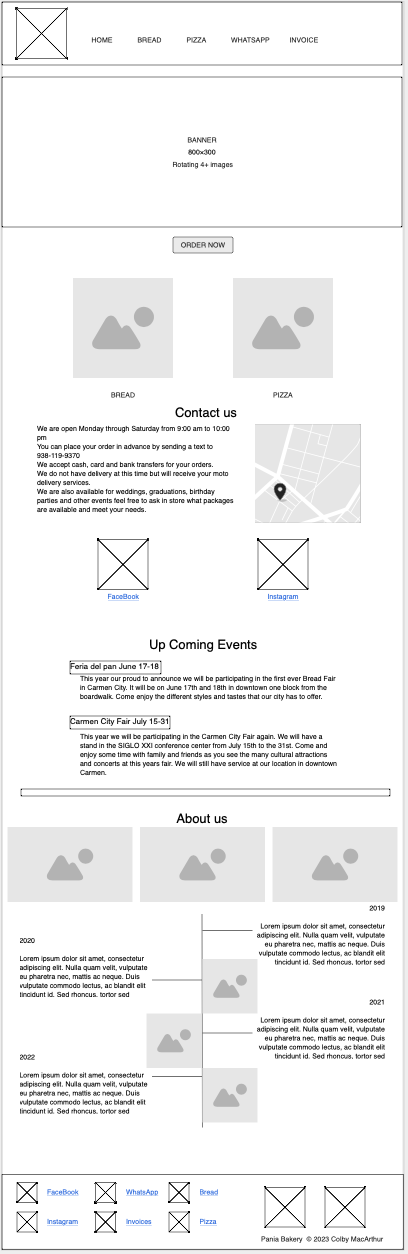 HOME BREAD PIZZA WHATSAPP INVOICE
BANNER
800x300
Rotating 4+ images
ORDER NOW
BREAD PIZZA
Contact us
We are open Monday through Saturday from 9:00 am to 10:00
pm
You can place your order in advance by sending a text to
938-119-9370
We accept cash, card and bank transfers for your orders.
We do not have delivery at this time but will receive your moto
delivery services.
We are also available for weddings, graduations, birthday
parties and other events feel free to ask in store what packages
are available and meet your needs.
FaceBook Instagram
Up Coming Events
Feria del pan June 17-18
This year our proud to announce we will be participating in the first ever Bread Fair
in Carmen City. It will be on June 17th and 18th in downtown one block from the
boardwalk. Come enjoy the different styles and tastes that our city has to offer.
Carmen City Fair July 15-31
This year we will be participating in the Carmen City Fair again. We will have a
stand in the SIGLO XXI conference center from July 15th to the 31st. Come and
enjoy some time with family and friends as you see the many cultural attractions
and concerts at this years fair. We will still have service at our location in downtown
Carmen.
About us
2019
Lorem ipsum dolor sit amet, consectetur
adipiscing elit. Nulla quam velit, vulputate
eu pharetra nec, mattis ac neque. Duis
vulputate commodo lectus, ac blandit elit
tincidunt id. Sed rhoncus, tortor sed
2020
Lorem ipsum dolor sit amet, consectetur
adipiscing elit. Nulla quam velit, vulputate
eu pharetra nec, mattis ac neque. Duis
vulputate commodo lectus, ac blandit elit
tincidunt id. Sed rhoncus, tortor sed
2021
Lorem ipsum dolor sit amet, consectetur
adipiscing elit. Nulla quam velit, vulputate
eu pharetra nec, mattis ac neque. Duis
vulputate commodo lectus, ac blandit elit
tincidunt id. Sed rhoncus, tortor sed
2022
Lorem ipsum dolor sit amet, consectetur
adipiscing elit. Nulla quam velit, vulputate
eu pharetra nec, mattis ac neque. Duis
vulputate commodo lectus, ac blandit elit
tincidunt id. Sed rhoncus, tortor sed
FaceBook WhatsApp Bread
Instagram Invoices Pizza
Pania Bakery © 2023 Colby MacArthur